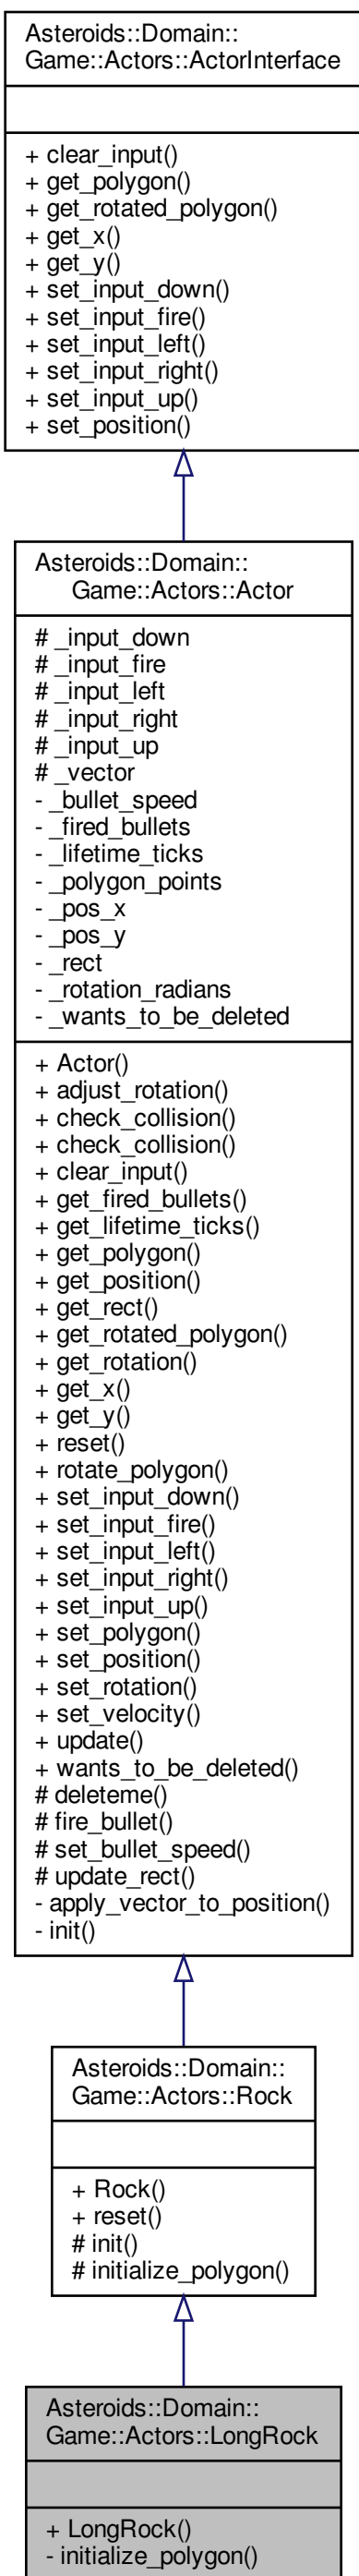 Asteroids::Domain::
Game::Actors::ActorInterface
+ clear_input()
+ get_polygon()
+ get_rotated_polygon()
+ get_x()
+ get_y()
+ set_input_down()
+ set_input_fire()
+ set_input_left()
+ set_input_right()
+ set_input_up()
+ set_position()
Asteroids::Domain::
Game::Actors::Actor
# _input_down
# _input_fire
# _input_left
# _input_right
# _input_up
# _vector
- _bullet_speed
- _fired_bullets
- _lifetime_ticks
- _polygon_points
- _pos_x
- _pos_y
- _rect
- _rotation_radians
- _wants_to_be_deleted
+ Actor()
+ adjust_rotation()
+ check_collision()
+ check_collision()
+ clear_input()
+ get_fired_bullets()
+ get_lifetime_ticks()
+ get_polygon()
+ get_position()
+ get_rect()
+ get_rotated_polygon()
+ get_rotation()
+ get_x()
+ get_y()
+ reset()
+ rotate_polygon()
+ set_input_down()
+ set_input_fire()
+ set_input_left()
+ set_input_right()
+ set_input_up()
+ set_polygon()
+ set_position()
+ set_rotation()
+ set_velocity()
+ update()
+ wants_to_be_deleted()
# deleteme()
# fire_bullet()
# set_bullet_speed()
# update_rect()
- apply_vector_to_position()
- init()
Asteroids::Domain::
Game::Actors::Rock
+ Rock()
+ reset()
# init()
# initialize_polygon()
Asteroids::Domain::
Game::Actors::LongRock
+ LongRock()
- initialize_polygon()